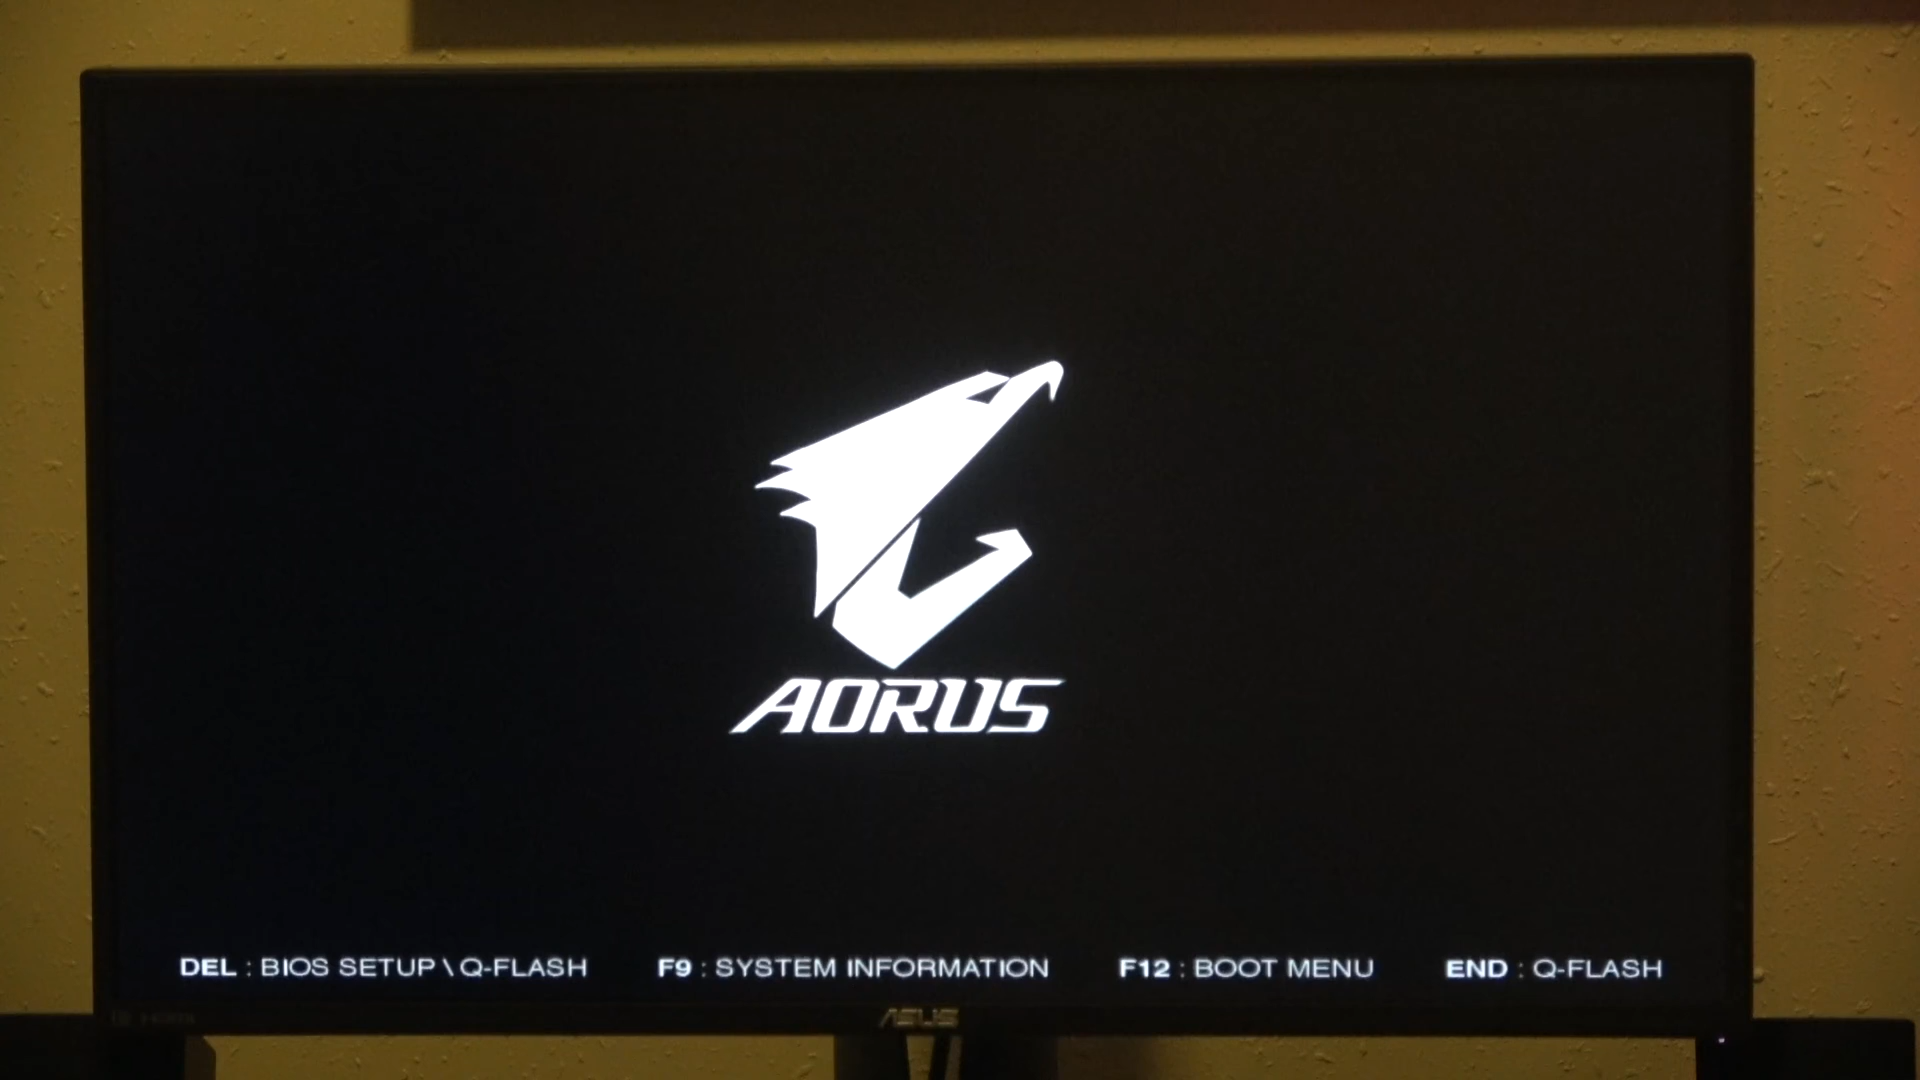 AORUS
DEL : BIOS SETUP \ Q-FLASH F9 : SYSTEM INFORMATION F12 : BOOT MENU END : Q-FLASH
ASUS